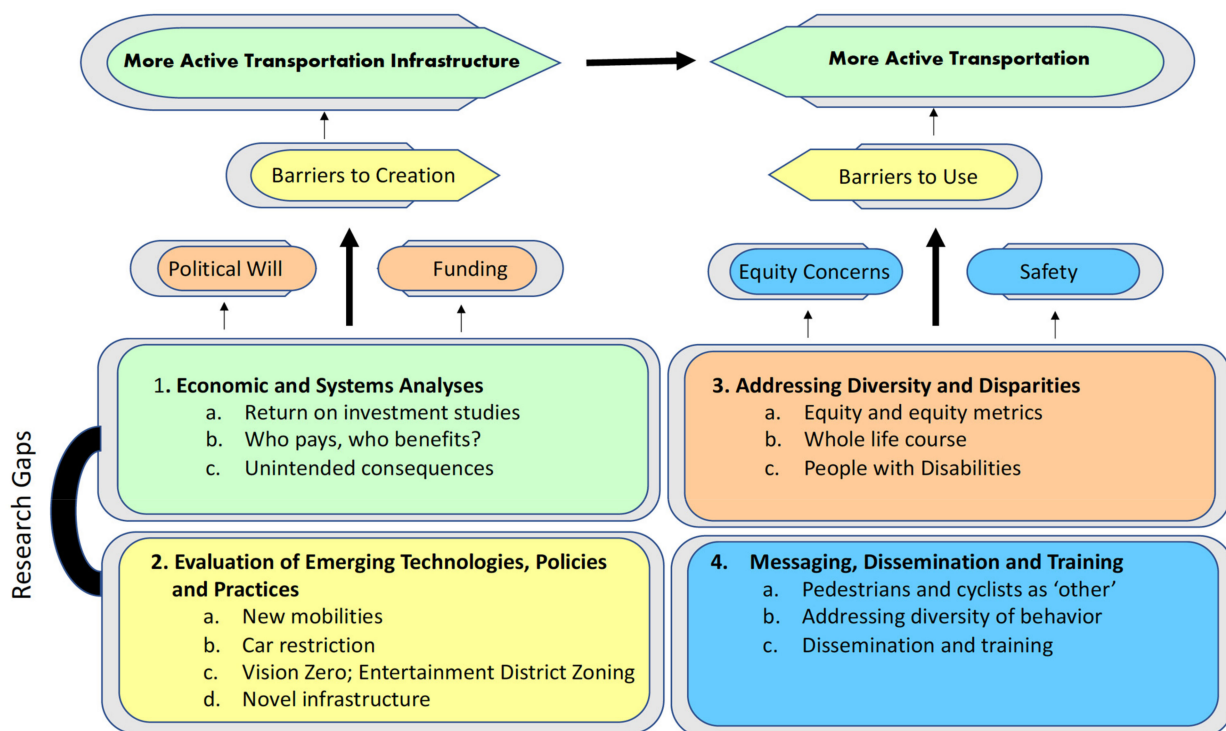 More Active Transportation Infrastructure
More Active Transportation
Barriers to Creation
Barriers to Use
Political Will
Funding
Equity Concerns
Safety
Research Gaps
1. Economic and Systems Analyses
a. Return on investment studies
b. Who pays, who benefits?
c. Unintended consequences
2. Evaluation of Emerging Technologies, Policies
and Practices
a. New mobilities
b. Car restriction
c. Vision Zero; Entertainment District Zoning
d. Novel infrastructure
3. Addressing Diversity and Disparities
a. Equity and equity metrics
b. Whole life course
c. People with Disabilities
4. Messaging, Dissemination and Training
a. Pedestrians and cyclists as ‘other’
b. Addressing diversity of behavior
c. Dissemination and training